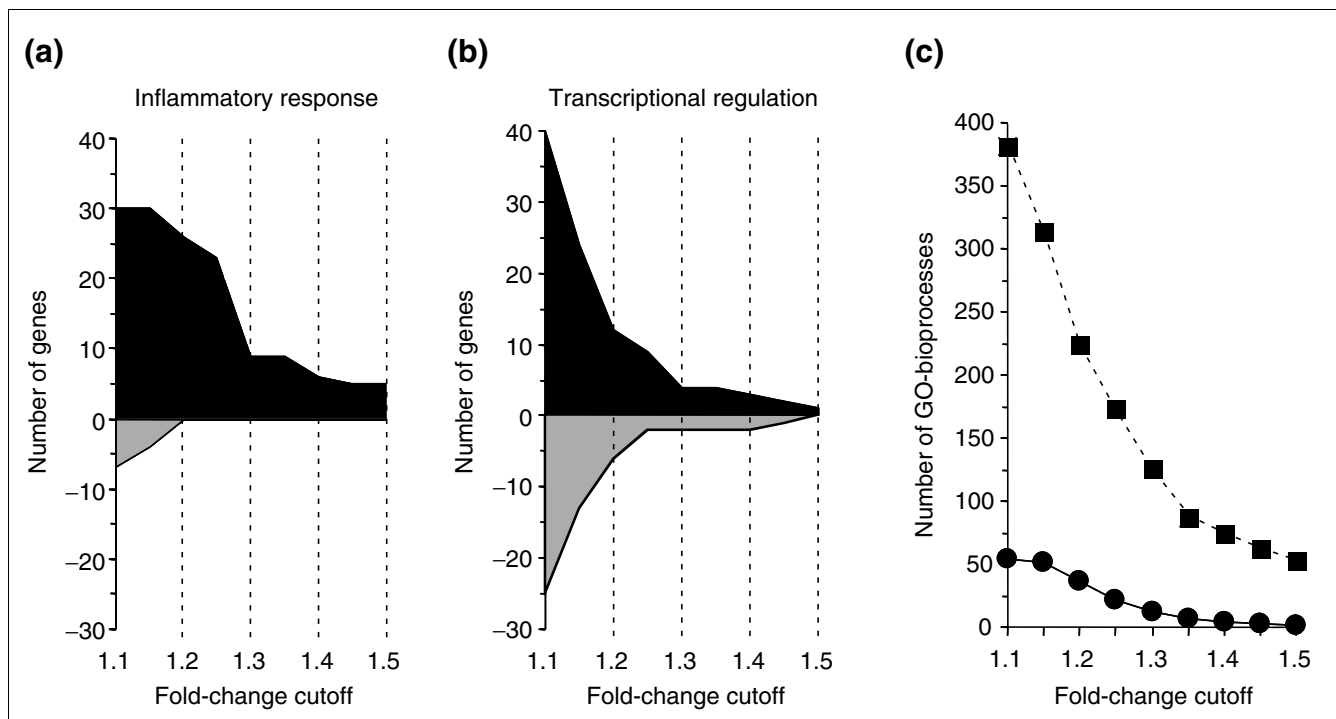 (a)
Inflammatory response
Number of genes
40
30
20
10
0
–10
–20
–30
1.1 1.2 1.3 1.4 1.5
Fold-change cutoff
(b)
Transcriptional regulation
Number of genes
40
30
20
10
0
–10
–20
–30
1.1 1.2 1.3 1.4 1.5
Fold-change cutoff
(c)
Number of GO-bioprocesses
400
350
300
250
200
150
100
50
0
1.1 1.2 1.3 1.4 1.5
Fold-change cutoff